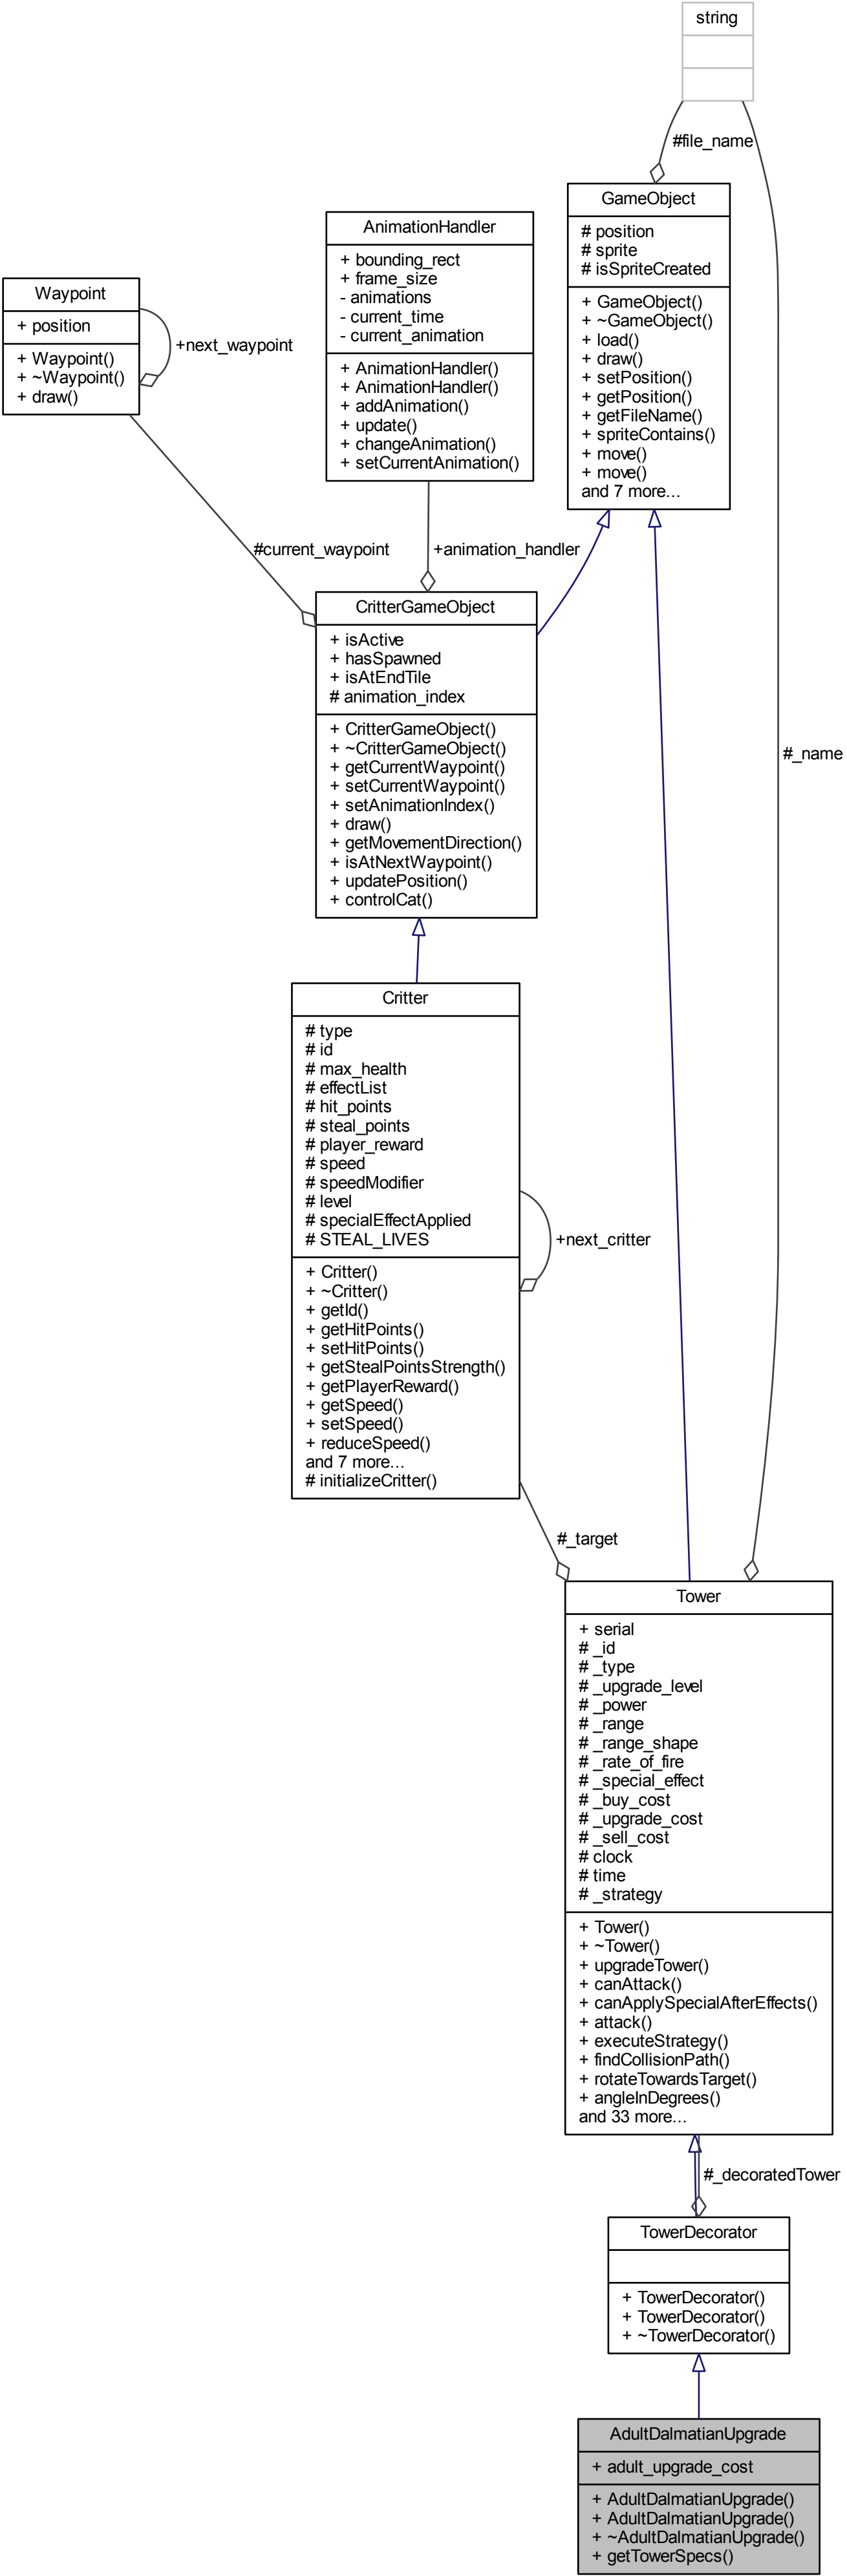 string
#file_name
GameObject
# position
# sprite
# isSpriteCreated
+ GameObject()
+ ~GameObject()
+ load()
+ draw()
+ setPosition()
+ getPosition()
+ getFileName()
+ spriteContains()
+ move()
+ move()
and 7 more...
AnimationHandler
+ bounding_rect
+ frame_size
- animations
- current_time
- current_animation
+ AnimationHandler()
+ AnimationHandler()
+ addAnimation()
+ update()
+ changeAnimation()
+ setCurrentAnimation()
Waypoint
+ position
+ Waypoint()
+ ~Waypoint()
+ draw()
+next_waypoint
#current_waypoint
+animation_handler
CritterGameObject
+ isActive
+ hasSpawned
+ isAtEndTile
# animation_index
+ CritterGameObject()
+ ~CritterGameObject()
+ getCurrentWaypoint()
+ setCurrentWaypoint()
+ setAnimationIndex()
+ draw()
+ getMovementDirection()
+ isAtNextWaypoint()
+ updatePosition()
+ controlCat()
#_name
Critter
# type
# id
# max_health
# effectList
# hit_points
# steal_points
# player_reward
# speed
# speedModifier
# level
# specialEffectApplied
# STEAL_LIVES
+ Critter()
+ ~Critter()
+ getId()
+ getHitPoints()
+ setHitPoints()
+ getStealPointsStrength()
+ getPlayerReward()
+ getSpeed()
+ setSpeed()
+ reduceSpeed()
and 7 more...
# initializeCritter()
+next_critter
#_target
Tower
+ serial
# _id
# _type
# _upgrade_level
# _power
# _range
# _range_shape
# _rate_of_fire
# _special_effect
# _buy_cost
# _upgrade_cost
# _sell_cost
# clock
# time
# _strategy
+ Tower()
+ ~Tower()
+ upgradeTower()
+ canAttack()
+ canApplySpecialAfterEffects()
+ attack()
+ executeStrategy()
+ findCollisionPath()
+ rotateTowardsTarget()
+ angleInDegrees()
and 33 more...
#_decoratedTower
TowerDecorator
+ TowerDecorator()
+ TowerDecorator()
+ ~TowerDecorator()
AdultDalmatianUpgrade
+ adult_upgrade_cost
+ AdultDalmatianUpgrade()
+ AdultDalmatianUpgrade()
+ ~AdultDalmatianUpgrade()
+ getTowerSpecs()